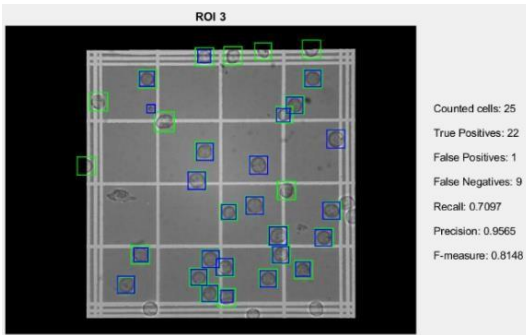 ROI 3
Counted cells: 25
True Positives: 22
False Positives: 1
False Negatives: 9
Recall: 0.7097
Precision: 0.9565
F-measure: 0.8148